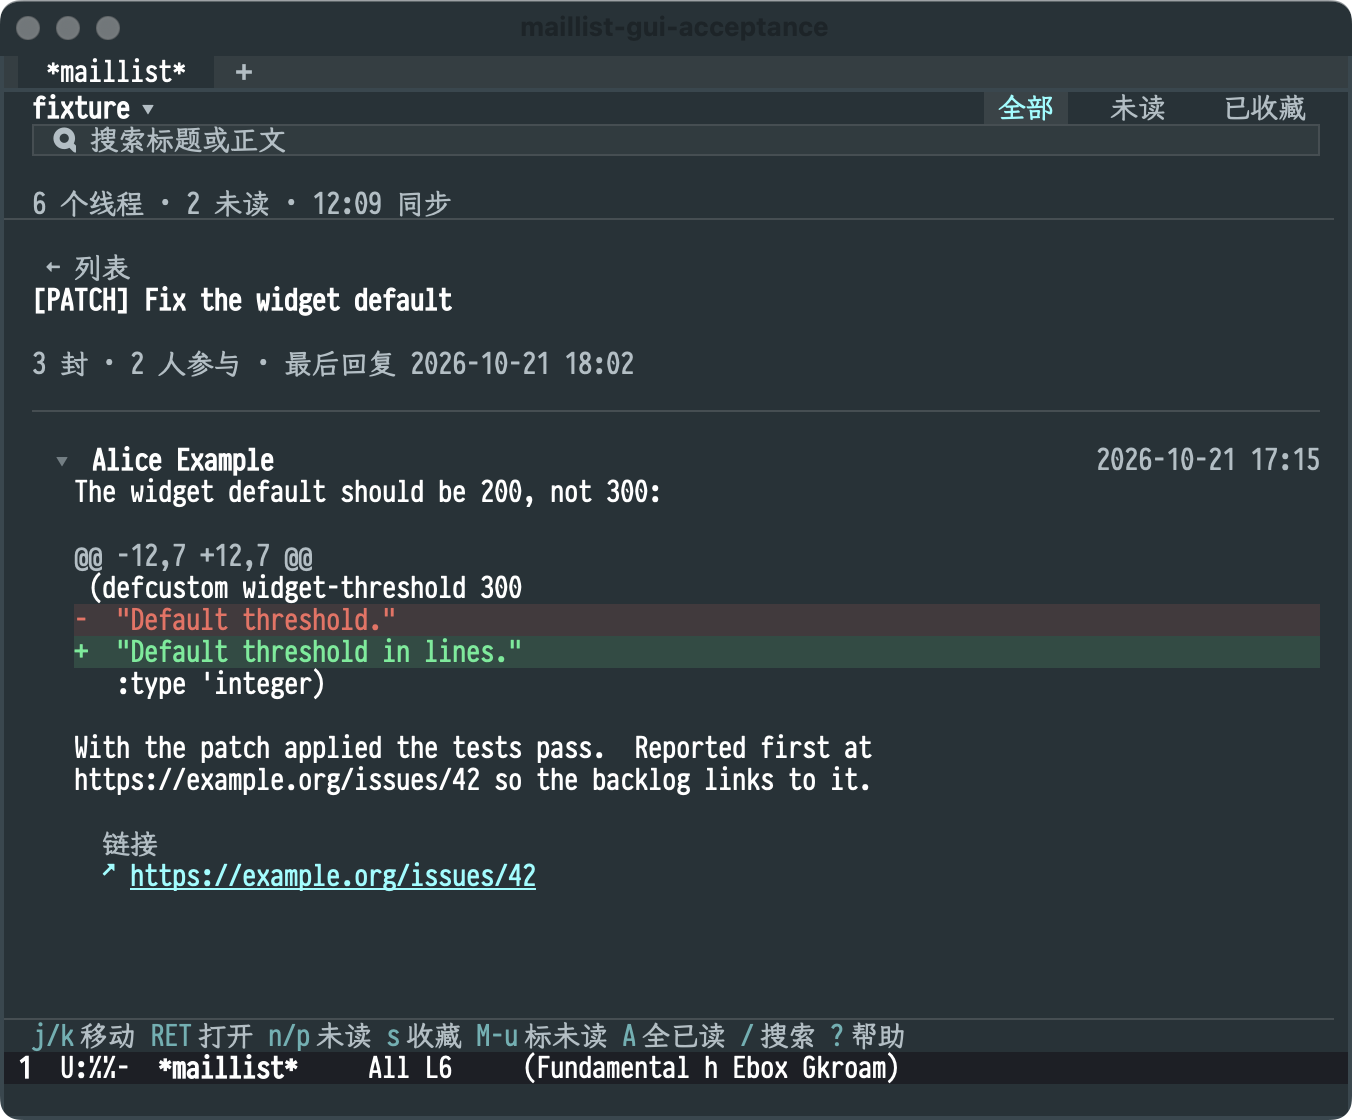 maillist-gui-acceptance
*maillist* +
fixture ▾ 全部 未读 已收藏
搜索标题或正文
6 个线程 · 2 未读 · 12:09 同步
← 列表
[PATCH] Fix the widget default
3 封 · 2 人参与 · 最后回复 2026-10-21 18:02
▾ Alice Example 2026-10-21 17:15
The widget default should be 200, not 300:
@@ -12,7 +12,7 @@
(defcustom widget-threshold 300
-  "Default threshold."
+  "Default threshold in lines."
:type 'integer)
With the patch applied the tests pass.  Reported first at
https://example.org/issues/42 so the backlog links to it.
链接
↗ https://example.org/issues/42
j/k 移动 RET 打开 n/p 未读 s 收藏 M-u 标未读 A 全已读 / 搜索 ? 帮助
1 U:%%- *maillist* All L6 (Fundamental h Ebox Gkroam)